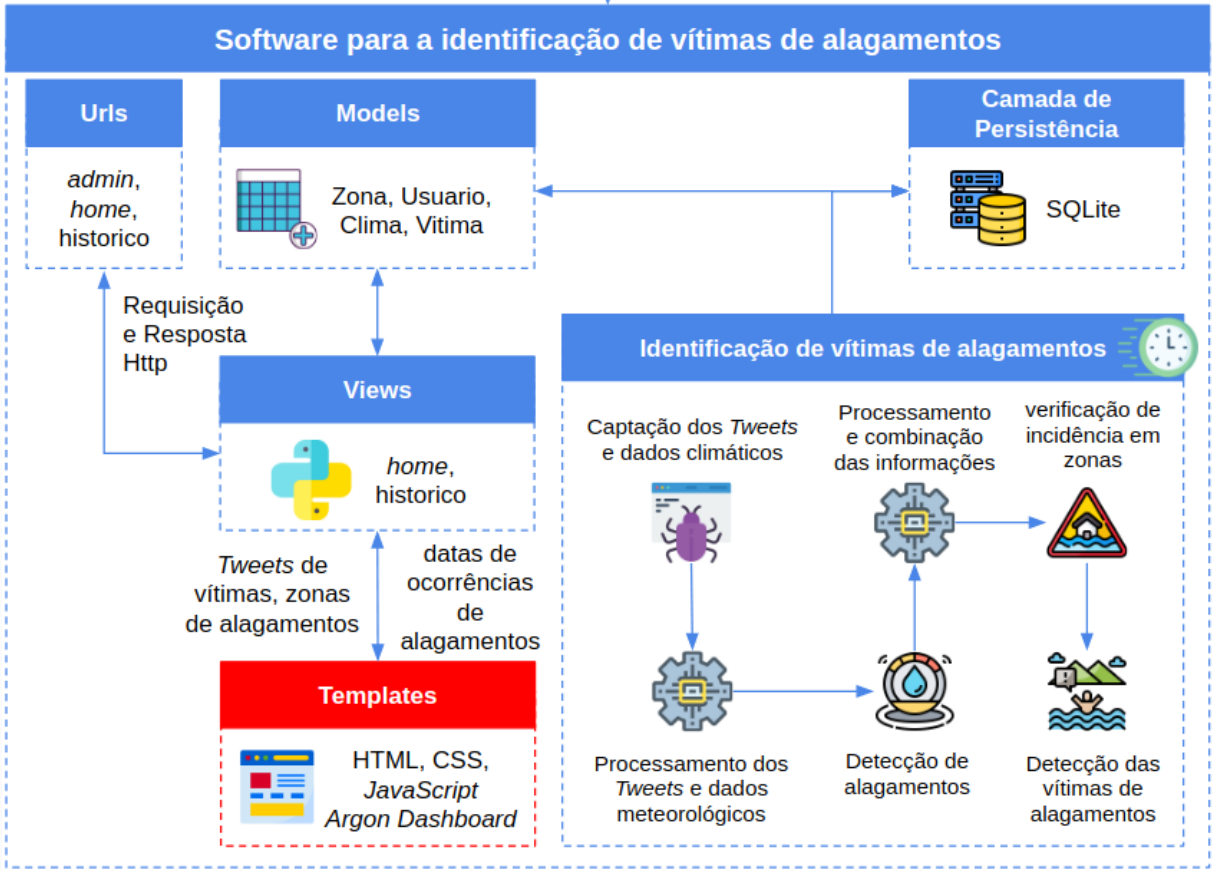 Software para a identificação de vítimas de alagamentos
Urls
admin,
home,
historico
Models
Zona, Usuario,
Clima, Vitima
Camada de
Persistência
SQLite
Requisição
e Resposta
Http
Views
home,
historico
Tweets de
vítimas, zonas
de alagamentos
datas de
ocorrências
de
alagamentos
Templates
HTML, CSS,
JavaScript
Argon Dashboard
Identificação de vítimas de alagamentos
Captação dos Tweets
e dados climáticos
Processamento
e combinação
das informações
verificação de
incidência em
zonas
Processamento dos
Tweets e dados
meteorológicos
Detecção de
alagamentos
Detecção das
vítimas de
alagamentos